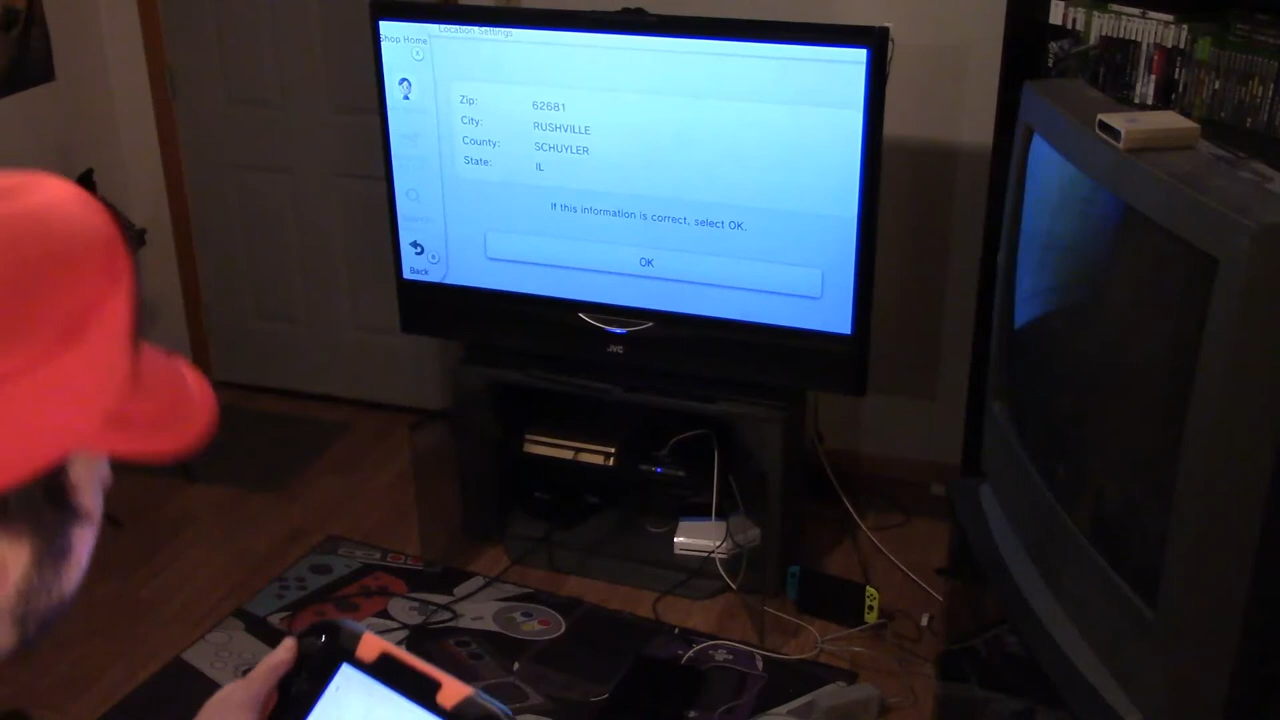 Location Settings
Shop Home
Zip: 62681
City: RUSHVILLE
County: SCHUYLER
State: IL
If this information is correct, select OK.
OK
Back
JVC